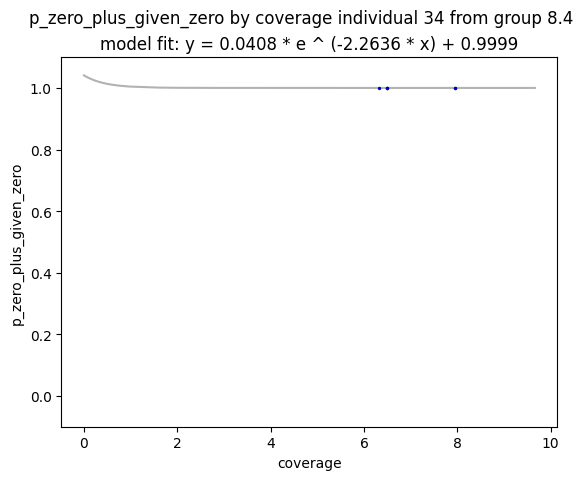 p_zero_plus_given_zero by coverage individual 34 from group 8.4
model fit: y = 0.0408 * e ^ (-2.2636 * x) + 0.9999
1.0
0.8
0.6
0.4
0.2
0.0
p_zero_plus_given_zero
0 2 4 6 8 10
coverage